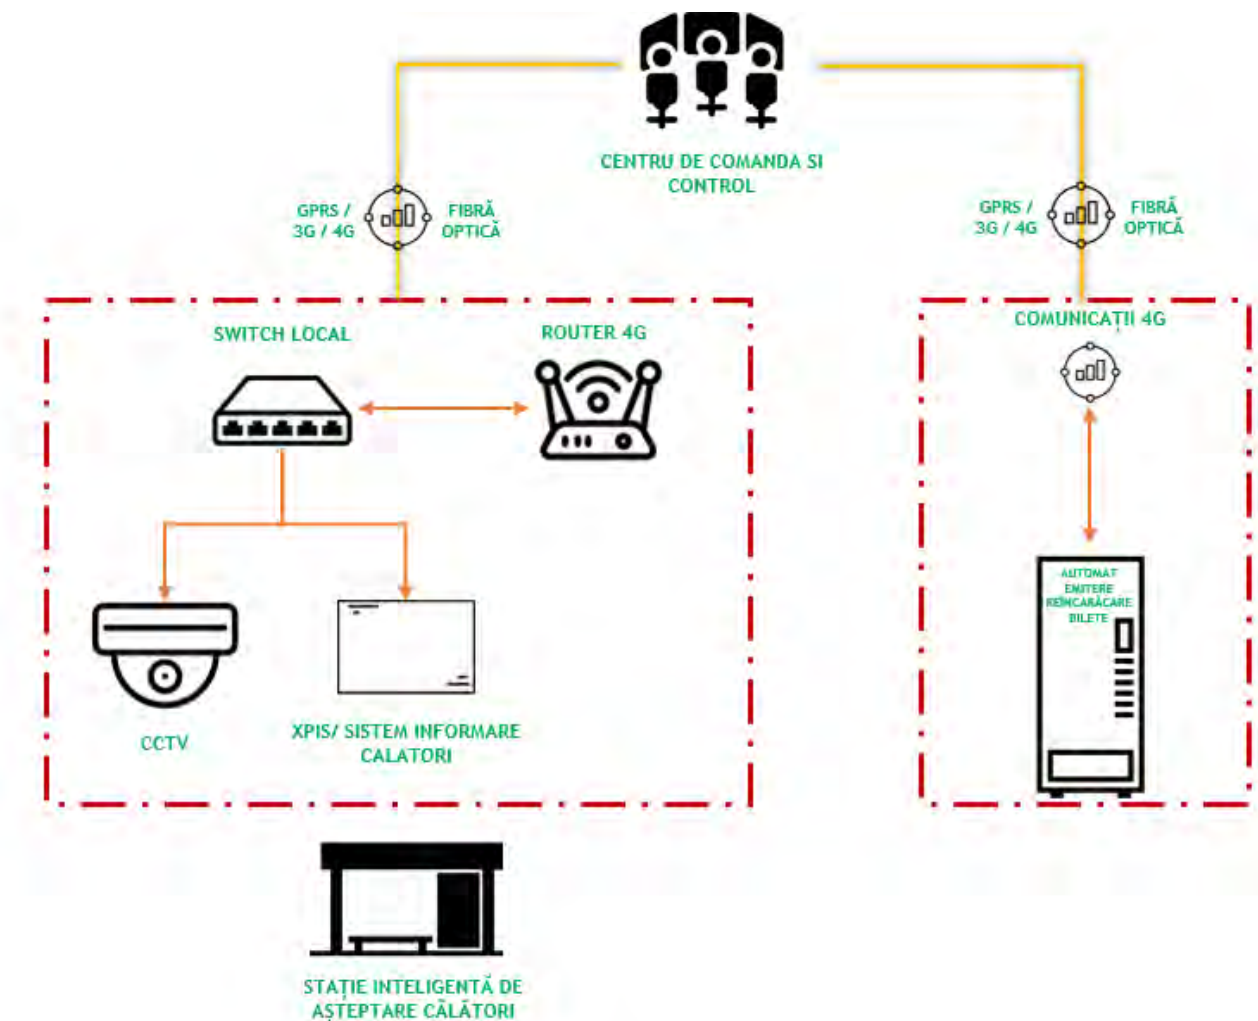 CENTRU DE COMANDA SI
CONTROL
GPRS /
3G / 4G
FIBRĂ
OPTICĂ
GPRS /
3G / 4G
FIBRĂ
OPTICĂ
SWITCH LOCAL
ROUTER 4G
COMUNICAȚII 4G
AUTOMAT
EMITERE
REÎNCARĂCARE
BILETE
CCTV
XPIS/ SISTEM INFORMARE
CALATORI
STAȚIE INTELIGENTĂ DE
AȘTEPTARE CĂLĂTORI